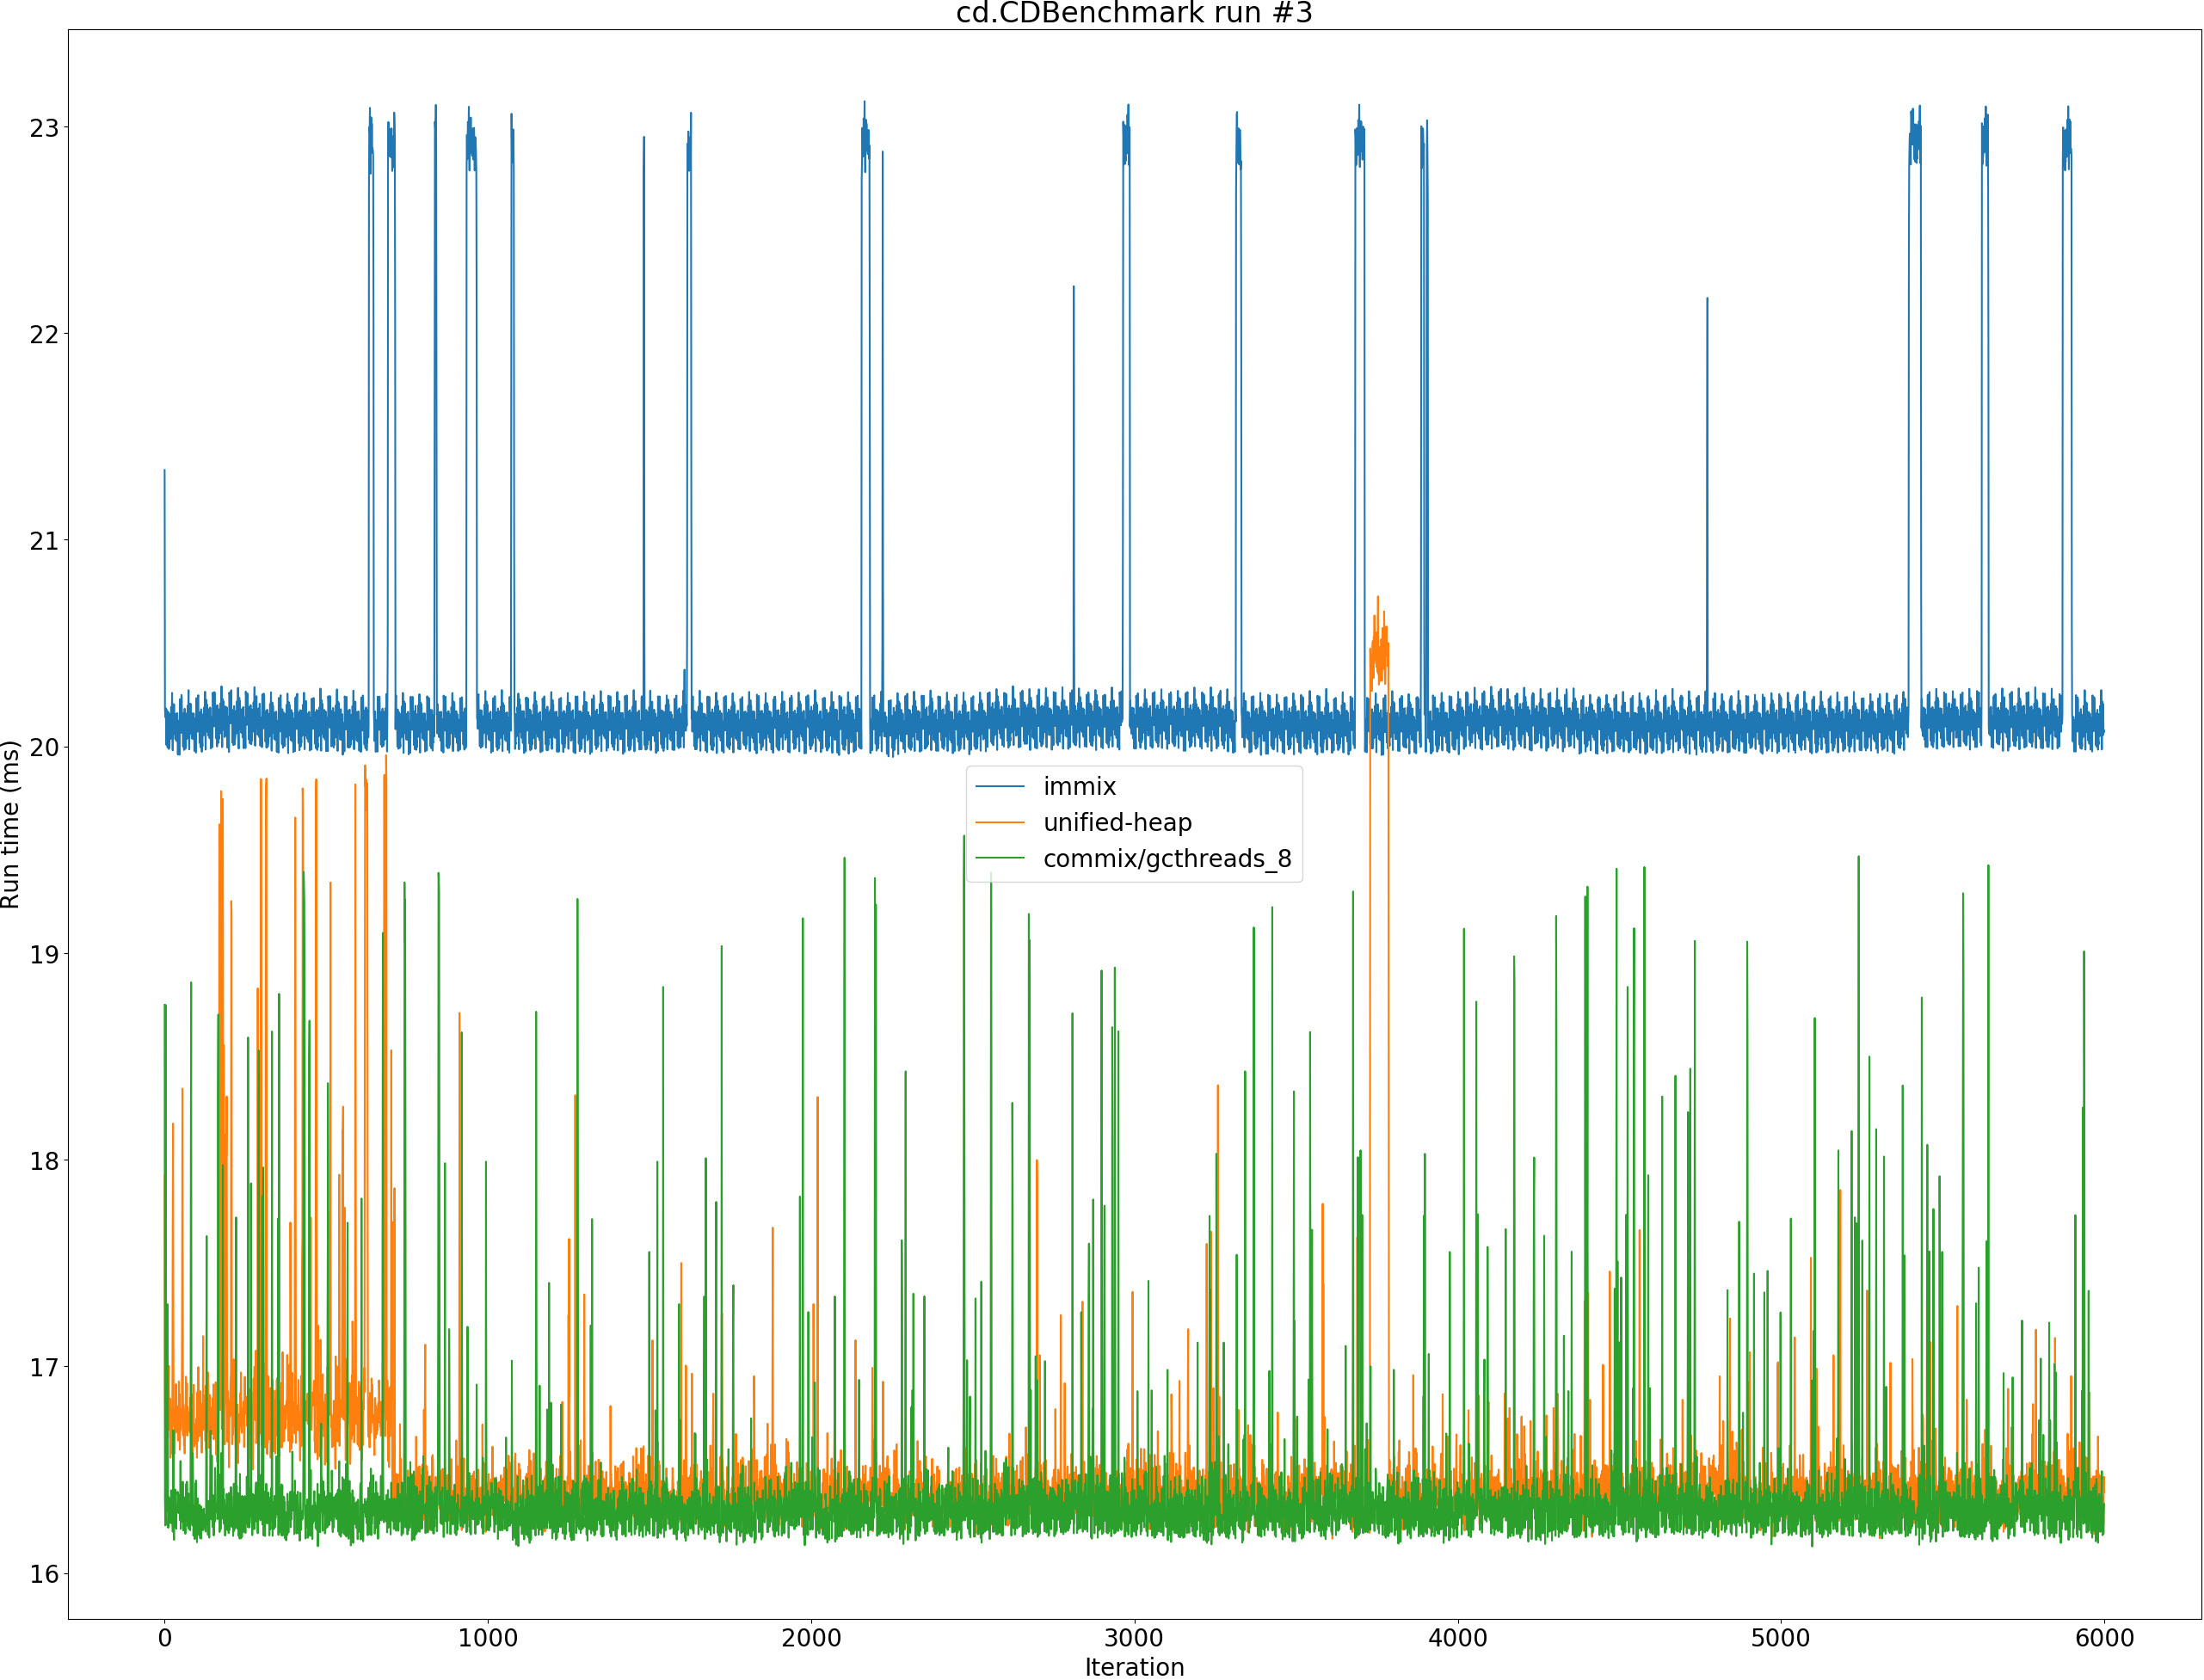 cd.CDBenchmark run #3
23
22
21
20
19
18
17
16
Run time (ms)
immix
unified-heap
commix/gcthreads_8
0 1000 2000 3000 4000 5000 6000
Iteration